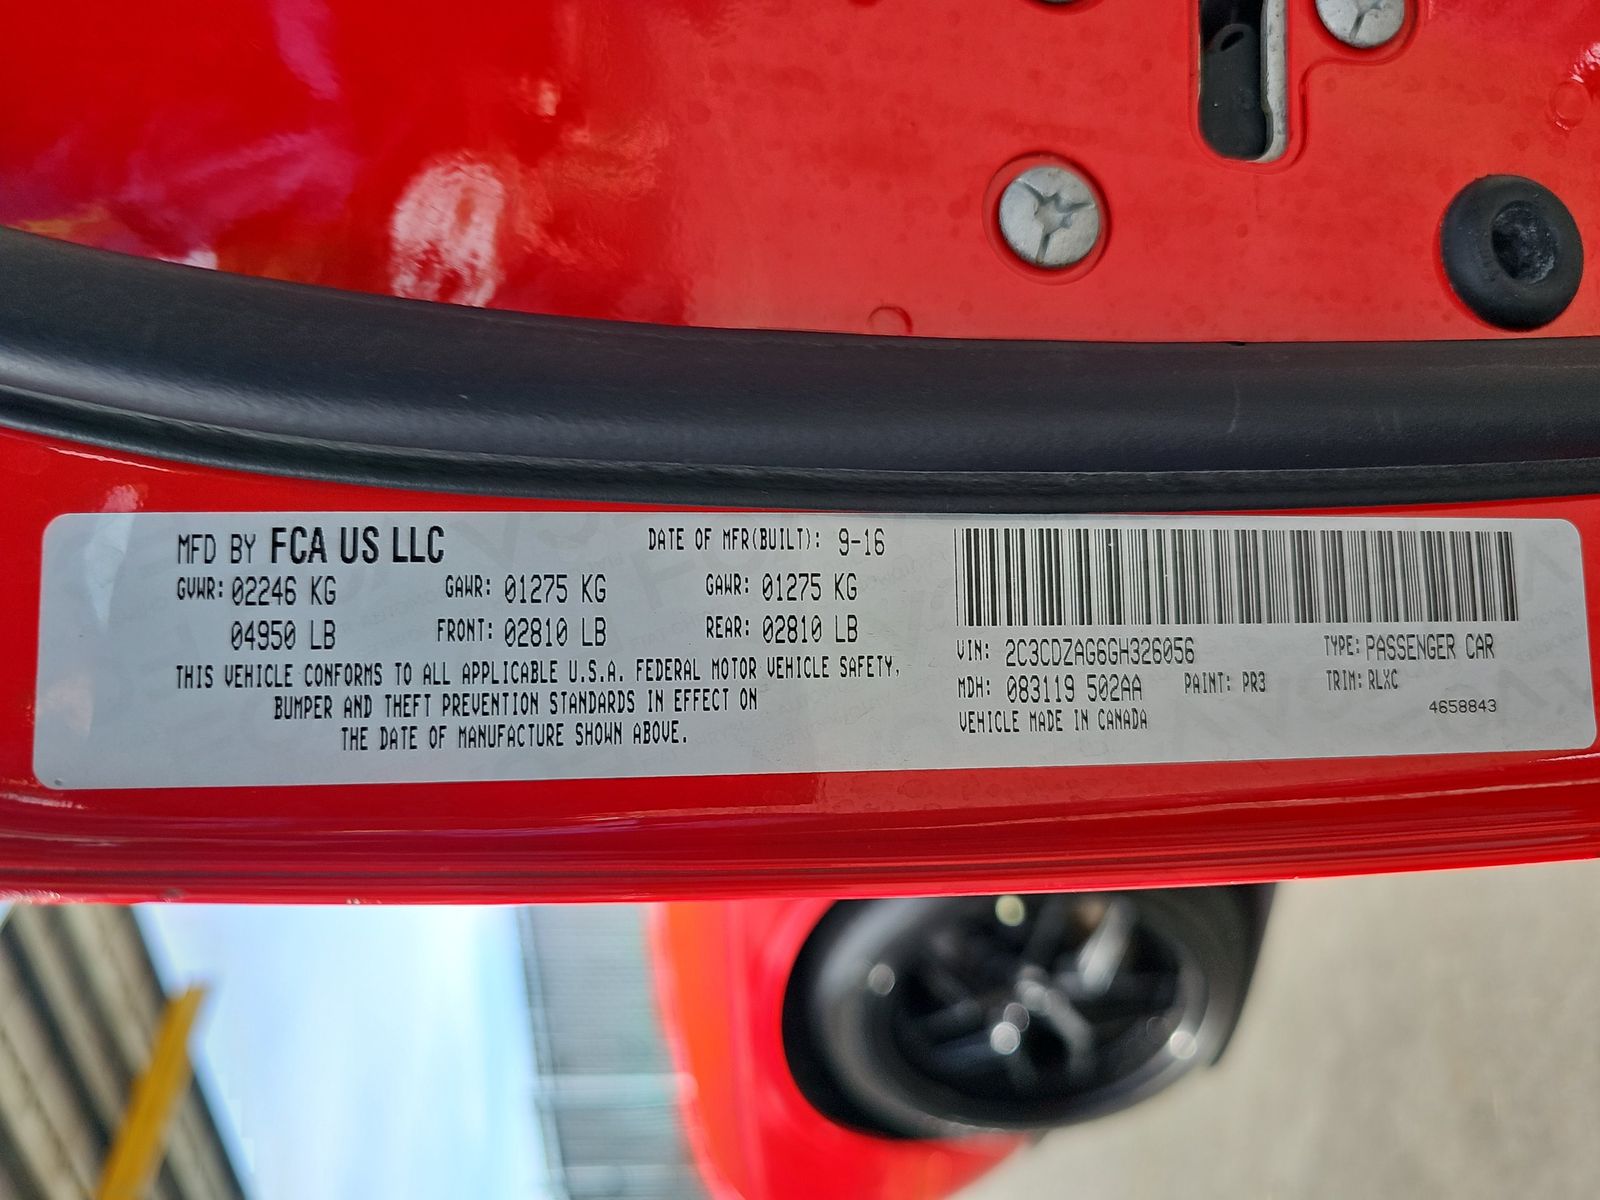 MFD BY FCA US LLC DATE OF MFR(BUILT): 9-16
GVWR: 02246 KG GAWR: 01275 KG GAWR: 01275 KG
04950 LB FRONT: 02810 LB REAR: 02810 LB
THIS VEHICLE CONFORMS TO ALL APPLICABLE U.S.A. FEDERAL MOTOR VEHICLE SAFETY,
BUMPER AND THEFT PREVENTION STANDARDS IN EFFECT ON
THE DATE OF MANUFACTURE SHOWN ABOVE.
VIN: 2C3CDZAG6GH326056 TYPE: PASSENGER CAR
MDH: 083119 502AA PAINT: PR3 TRIM: RLXC
VEHICLE MADE IN CANADA 4658843